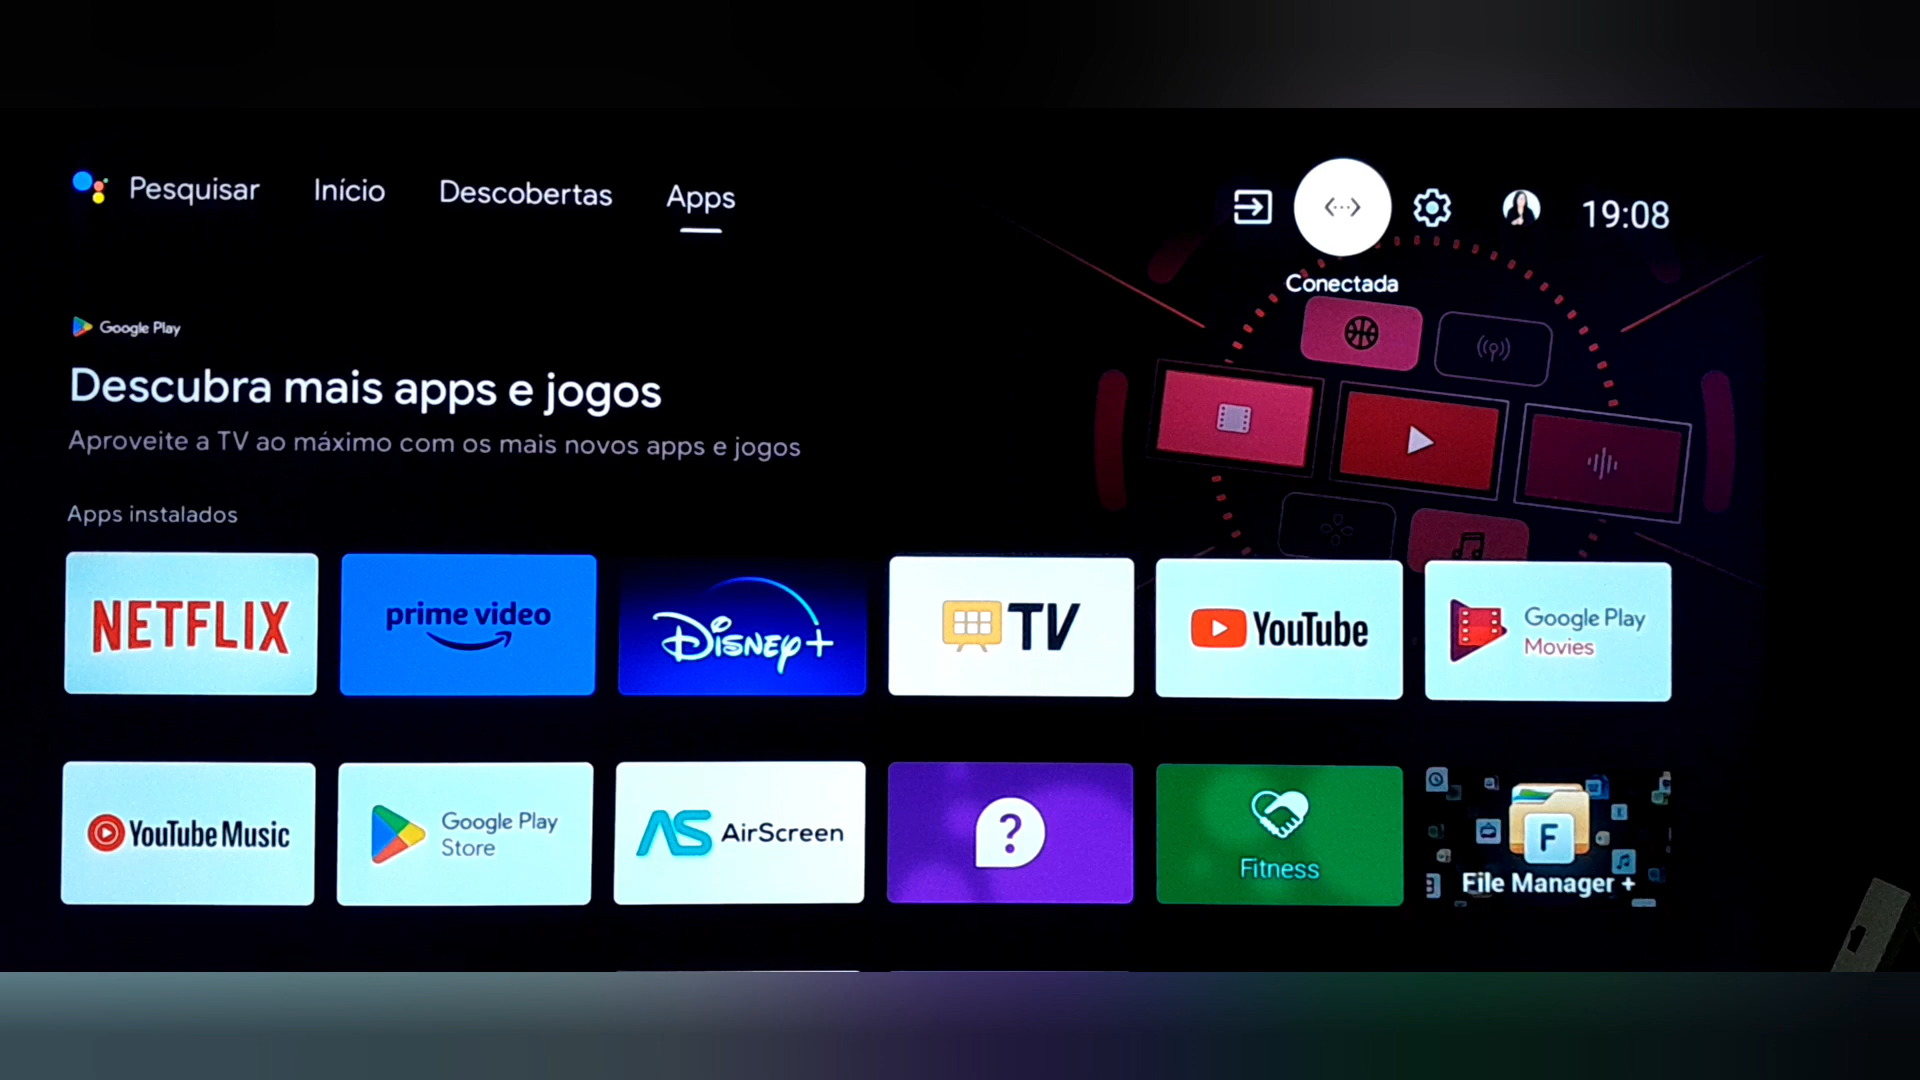 Pesquisar Início Descobertas Apps 19:08
Conectada
Google Play
Descubra mais apps e jogos
Aproveite a TV ao máximo com os mais novos apps e jogos
Apps instalados
NETFLIX
prime video
Disney+
TV
YouTube
Google Play
Movies
YouTube Music
Google Play
Store
AS AirScreen
?
Fitness
F
File Manager +